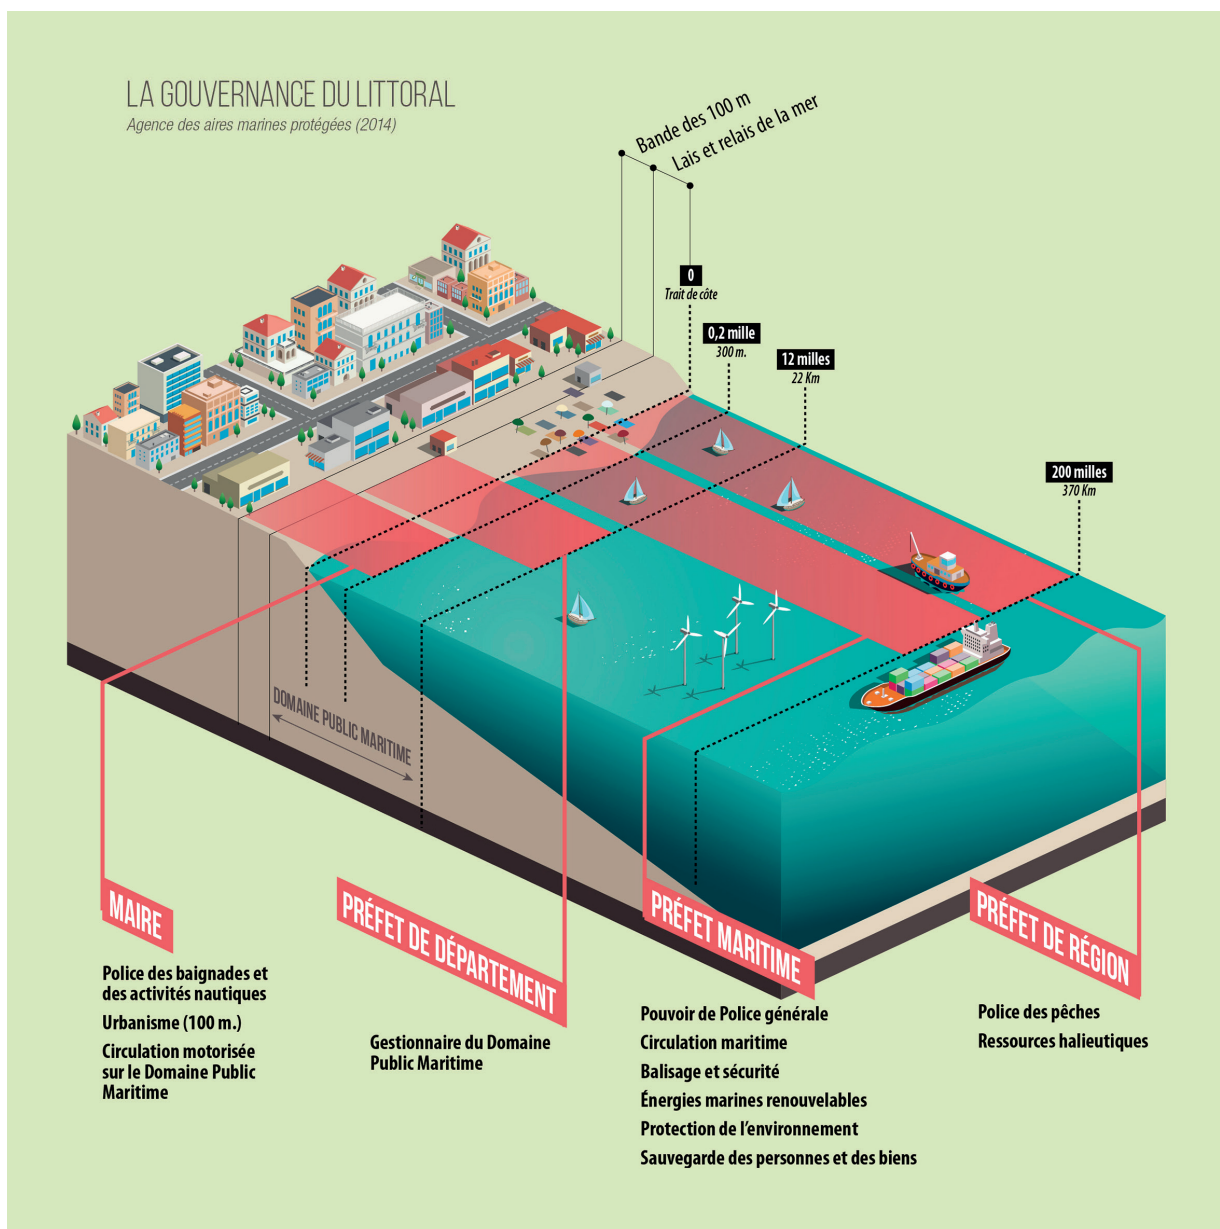 LA GOUVERNANCE DU LITTORAL
Agence des aires marines protégées (2014)
Bande des 100 m
Lais et relais de la mer
0
Trait de côte
0,2 mille
300 m.
12 milles
22 Km
200 milles
370 Km
DOMAINE PUBLIC MARITIME
MAIRE
Police des baignades et
des activités nautiques
Urbanisme (100 m.)
Circulation motorisée
sur le Domaine Public
Maritime
PRÉFET DE DÉPARTEMENT
Gestionnaire du Domaine
Public Maritime
PRÉFET MARITIME
Pouvoir de Police générale
Circulation maritime
Balisage et sécurité
Énergies marines renouvelables
Protection de l'environnement
Sauvegarde des personnes et des biens
PRÉFET DE RÉGION
Police des pêches
Ressources halieutiques